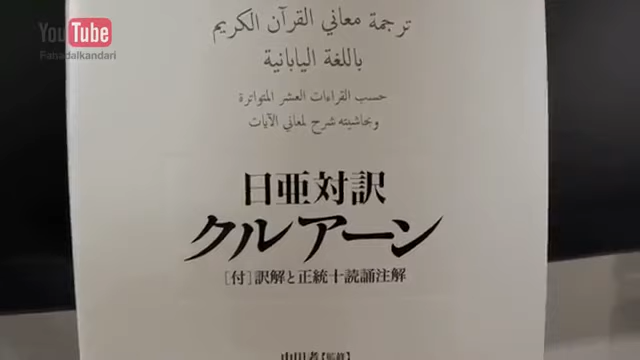 YouTube
Fahadalkandari
ترجمة معاني القرآن الكريم
باللغة اليابانية
حسب القراءات العشر المتواترة
وبحاشيته شرح لمعاني الآيات
日亜対訳
クルアーン
[付]訳解と正統十読誦注解